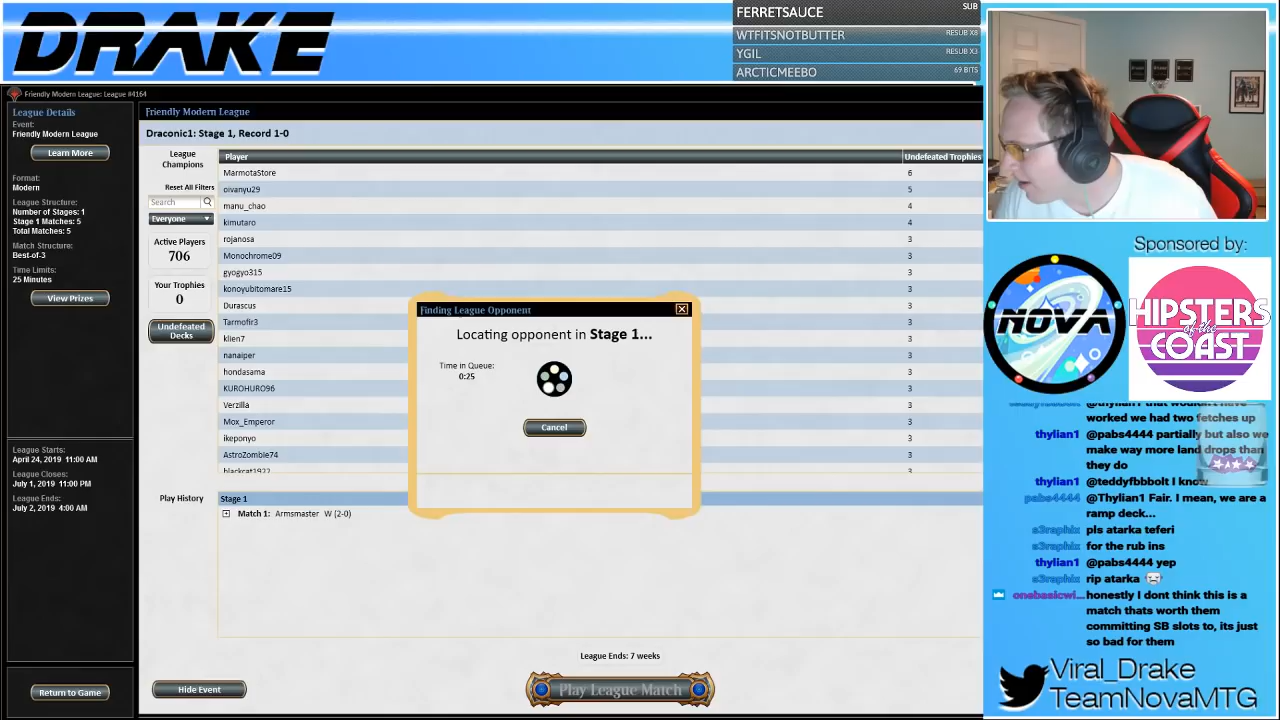 DRAKE
FERRETSAUCE SUB
WTFITSNOTBUTTER RESUB X8
YGIL RESUB X3
ARCTICMEEBO 69 BITS
Friendly Modern League: League #4164
League Details
Event:
Friendly Modern League
Learn More
Format:
Modern
League Structure:
Number of Stages: 1
Stage 1 Matches: 5
Total Matches: 5
Match Structure:
Best-of-3
Time Limits:
25 Minutes
View Prizes
League Starts:
April 24, 2019 11:00 AM
League Closes:
July 1, 2019 11:00 PM
League Ends:
July 2, 2019 4:00 AM
Return to Game
Friendly Modern League
Draconic1: Stage 1, Record 1-0
League
Champions
Reset All Filters
Search
Everyone
Active Players
706
Your Trophies
0
Undefeated
Decks
Player Undefeated Trophies
MarmotaStore 6
oivanyu29 5
manu_chao 4
kimutaro 4
rojanosa 3
Monochrome09 3
gyogyo315 3
konoyubitomare15 3
Durascus 3
Tarmofir3 3
klien7 3
nanaiper 3
hondasama 3
KUROHURO96 3
Verzilla 3
Mox_Emperor 3
ikeponyo 3
AstroZombie74 3
blackcat1922 3
Finding League Opponent
Locating opponent in Stage 1...
Time in Queue:
0:25
Cancel
Play History
Stage 1
Match 1: Armsmaster W (2-0)
League Ends: 7 weeks
Hide Event
Play League Match
Sponsored by:
NOVA
HIPSTERS
of the
COAST
@thylian1 that wouldn't have
worked we had two fetches up
thylian1 @pabs4444 partially but also we
make way more land drops than
they do
thylian1 @teddyfbbbolt I know
pabs4444 @Thylian1 Fair. I mean, we are a
ramp deck...
s3raphix pls atarka teferi
s3raphix for the rub ins
thylian1 @pabs4444 yep
s3raphix rip atarka
onebasicwi... honestly I dont think this is a
match thats worth them
committing SB slots to, its just
so bad for them
Viral_Drake
TeamNovaMTG